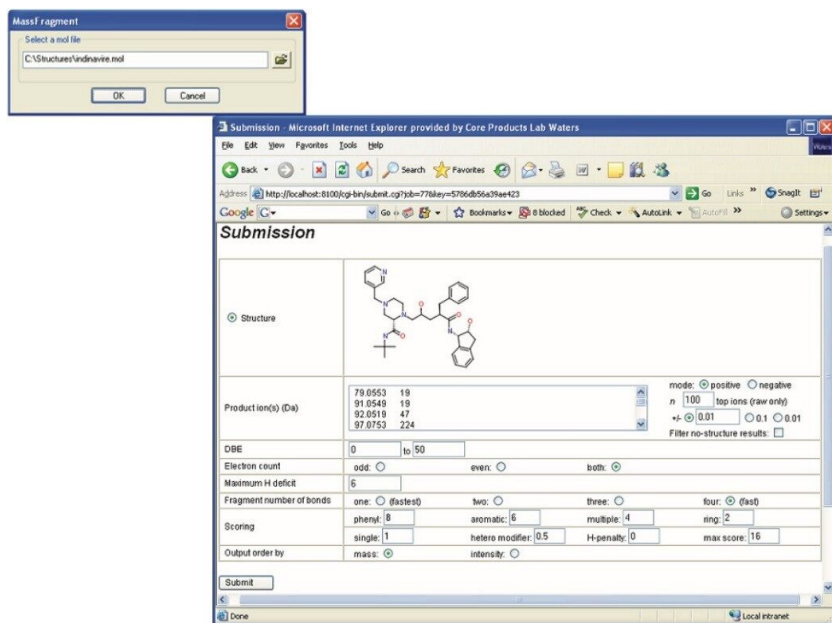 MassFragment
Select a mol file
C:\Structures\indinavire.mol
OK Cancel
Submission - Microsoft Internet Explorer provided by Core Products Lab Waters
File Edit View Favorites Tools Help
Back Search Favorites
Address http://localhost:8100/cgi-bin/submit.cgi?job=77&key=5786db56a39ae423 Go Links » SnagIt
Google G Go Bookmarks 8 blocked Check AutoLink AutoFill » Settings
Submission
Structure
N
N
N
O
O
O
N
N
O
Product ion(s) (Da)
79.0553 19
91.0549 19
92.0519 47
97.0753 224
mode: positive negative
n 100 top ions (raw only)
+/- 0.01 0.1 0.01
Filter no-structure results:
DBE 0 to 50
Electron count odd: even: both:
Maximum H deficit 6
Fragment number of bonds one: (fastest) two: three: four: (fast)
Scoring
phenyl: 8 aromatic: 6 multiple: 4 ring: 2
single: 1 hetero modifier: 0.5 H-penalty: 0 max score: 16
Output order by mass: intensity:
Submit
Done Local intranet